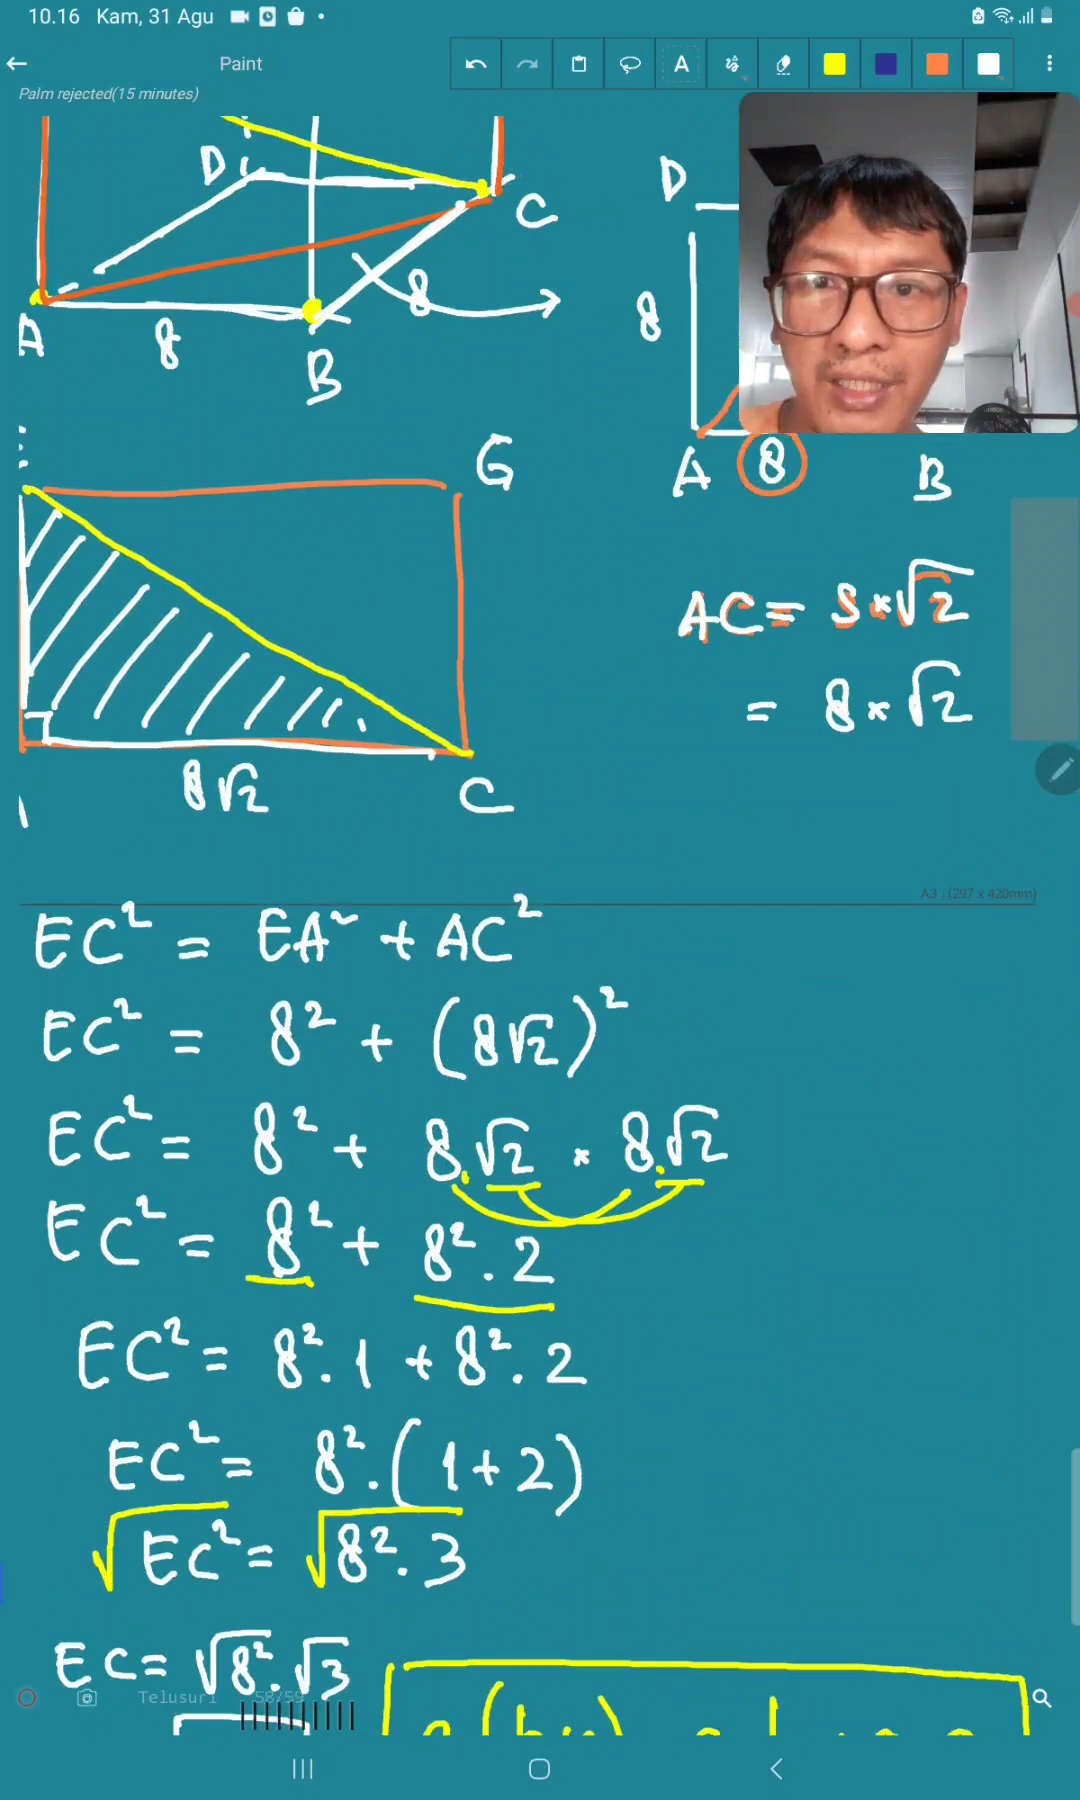 10.16 Kam, 31 Agu
Paint
A
Palm rejected(15 minutes)
D
C
8
A
8
B
D
8
A
8
B
G
8√2
C
AC = s × √2
= 8 × √2
A3 : (297 x 420mm)
EC² = EA² + AC²
EC² = 8² + (8√2)²
EC² = 8² + 8.√2 × 8.√2
EC² = 8² + 8².2
EC² = 8².1 + 8².2
EC² = 8².(1+2)
√EC² = √8².3
EC = √8².√3
Telusuri
58/59